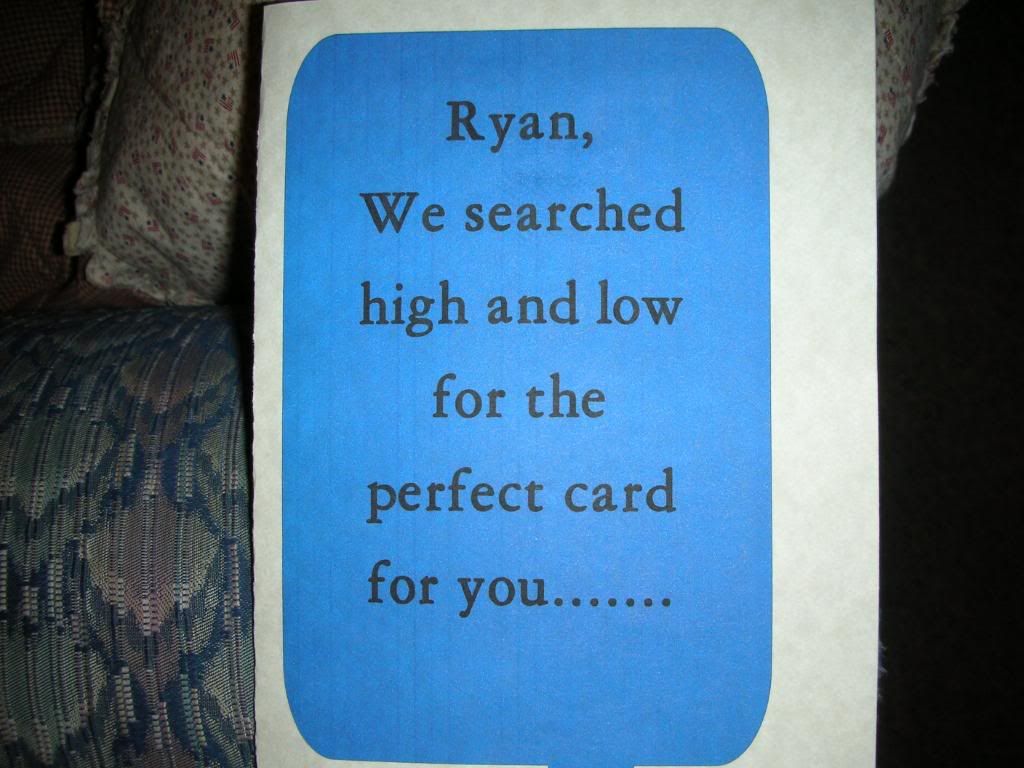 Ryan,
We searched
high and low
for the
perfect card
for you.......